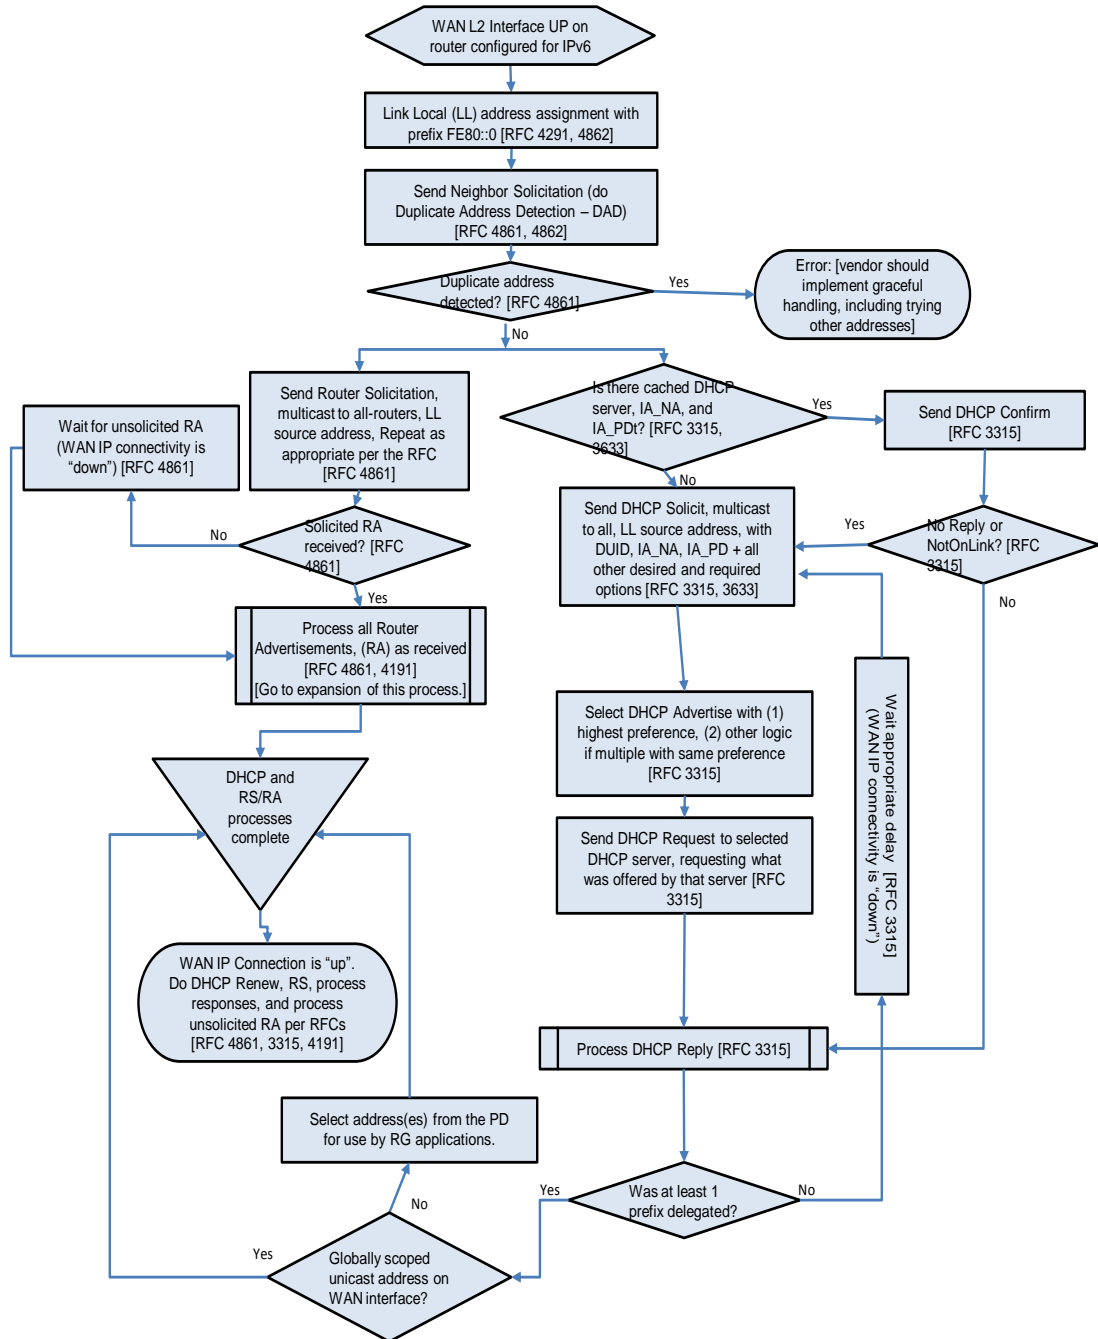 WAN L2 Interface UP on
router configured for IPv6
Link Local (LL) address assignment with
prefix FE80::0 [RFC 4291, 4862]
Send Neighbor Solicitation (do
Duplicate Address Detection – DAD)
[RFC 4861, 4862]
Duplicate address
detected? [RFC 4861]
Yes
Error: [vendor should
implement graceful
handling, including trying
other addresses]
No
Send Router Solicitation,
multicast to all-routers, LL
source address, Repeat as
appropriate per the RFC
[RFC 4861]
Is there cached DHCP
server, IA_NA, and
IA_PDt? [RFC 3315,
3633]
Yes
Send DHCP Confirm
[RFC 3315]
Wait for unsolicited RA
(WAN IP connectivity is
“down”) [RFC 4861]
No
Solicited RA
received? [RFC
4861]
Yes
No
Send DHCP Solicit, multicast
to all, LL source address, with
DUID, IA_NA, IA_PD + all
other desired and required
options [RFC 3315, 3633]
Yes
No Reply or
NotOnLink? [RFC
3315]
No
Process all Router
Advertisements, (RA) as received
[RFC 4861, 4191]
[Go to expansion of this process.]
Select DHCP Advertise with (1)
highest preference, (2) other logic
if multiple with same preference
[RFC 3315]
Wait appropriate delay [RFC 3315]
(WAN IP connectivity is “down”)
DHCP and
RS/RA
processes
complete
Send DHCP Request to selected
DHCP server, requesting what
was offered by that server [RFC
3315]
WAN IP Connection is “up”.
Do DHCP Renew, RS, process
responses, and process
unsolicited RA per RFCs
[RFC 4861, 3315, 4191]
Process DHCP Reply [RFC 3315]
Select address(es) from the PD
for use by RG applications.
Was at least 1
prefix delegated?
Yes
No
No
Yes
Globally scoped
unicast address on
WAN interface?